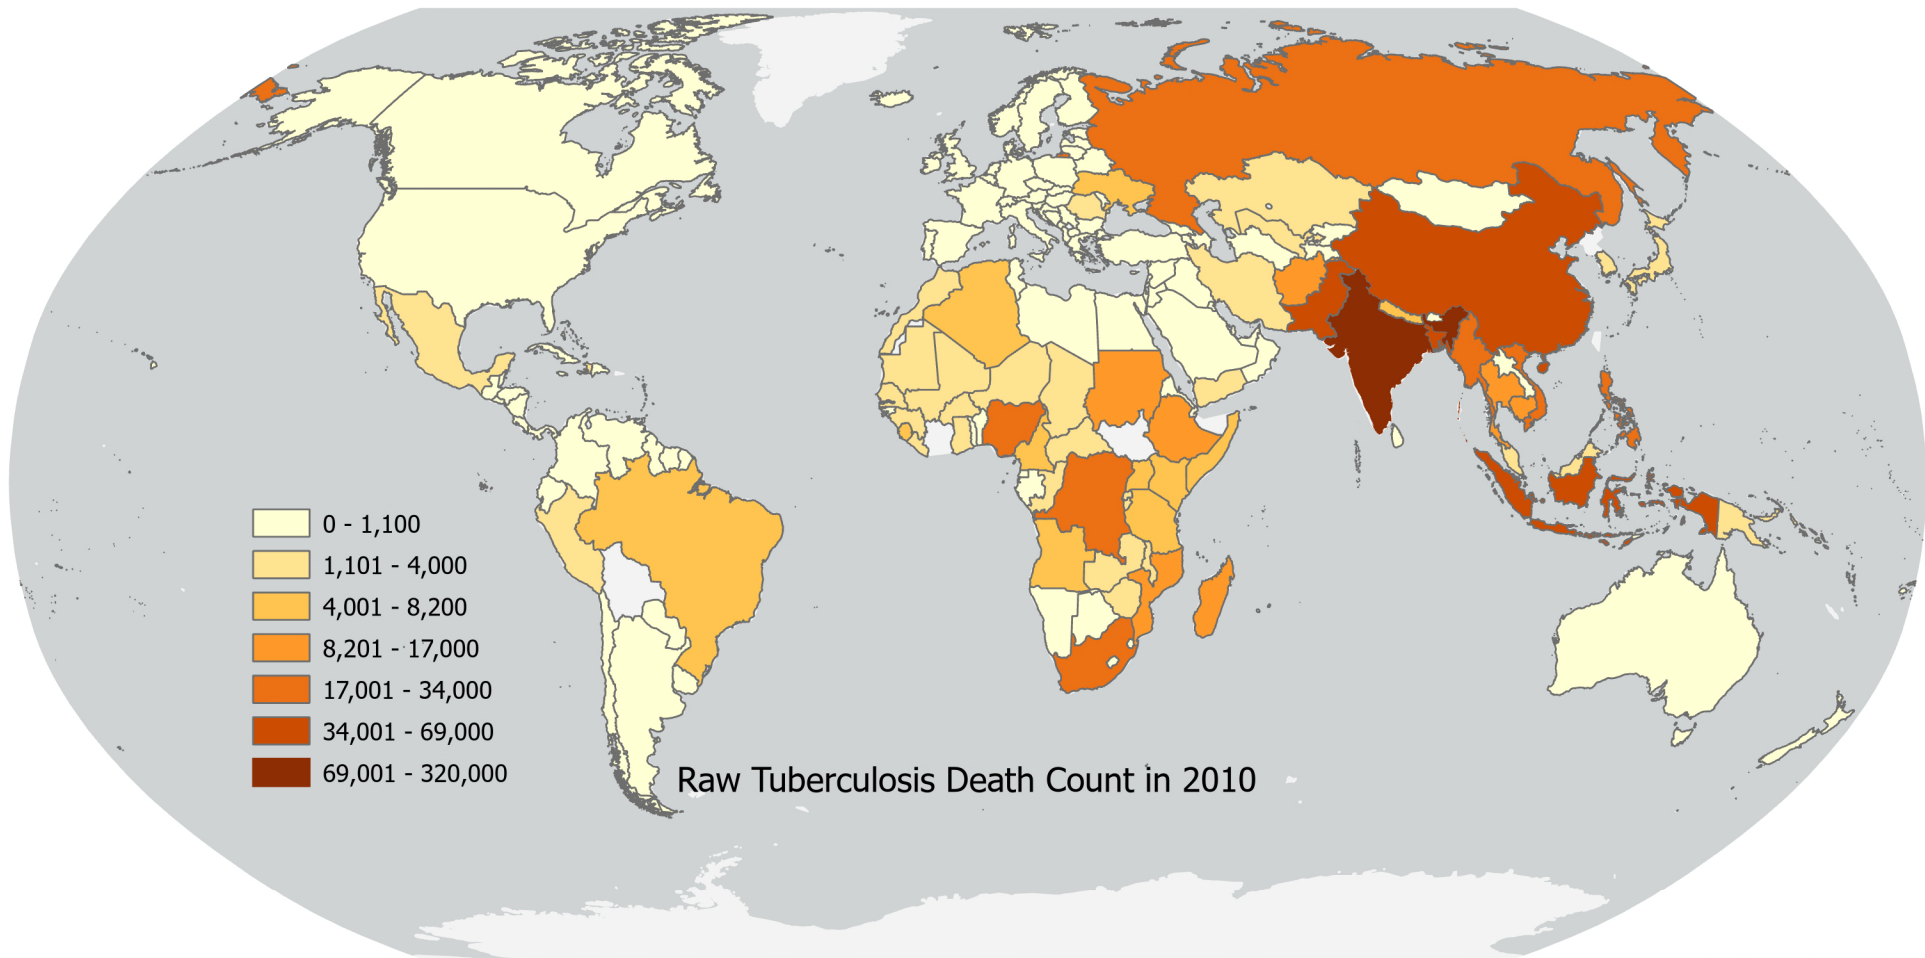 0 - 1,100
1,101 - 4,000
4,001 - 8,200
8,201 - 17,000
17,001 - 34,000
34,001 - 69,000
69,001 - 320,000
Raw Tuberculosis Death Count in 2010